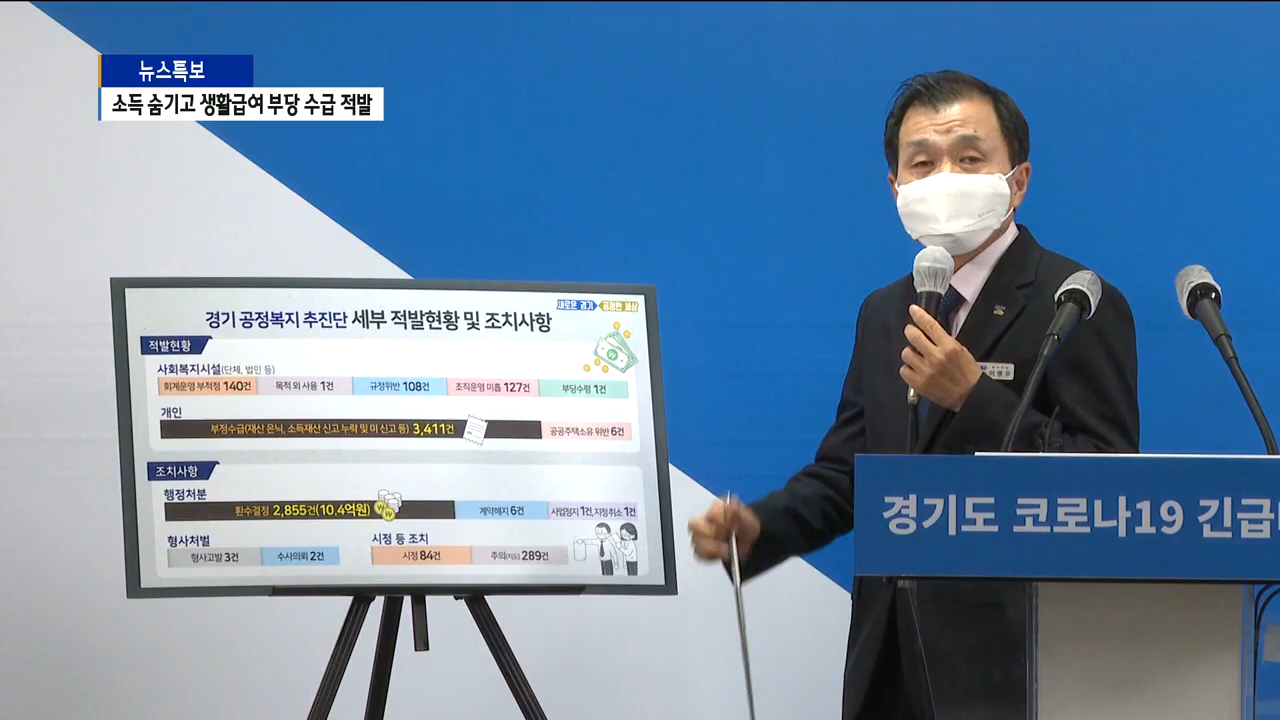 뉴스특보
소득 숨기고 생활급여 부당 수급 적발
새로운 경기 공정한 세상
경기 공정복지 추진단 세부 적발현황 및 조치사항
적발현황
사회복지시설(단체, 법인 등)
회계운영 부적정 140건 목적 외 사용 1건 규정위반 108건 조직운영 미흡 127건 부당수령 1건
개인
부정수급(재산 은닉, 소득재산 신고 누락 및 미 신고 등) 3,411건 공공주택소유 위반 6건
조치사항
행정처분
환수결정 2,855건(10.4억원) 계약해지 6건 사업정지 1건, 지정 취소 1건
형사처벌 시정 등 조치
형사고발 3건 수사의뢰 2건 시정 84건 주의(지도) 289건
경기도 코로나19 긴급